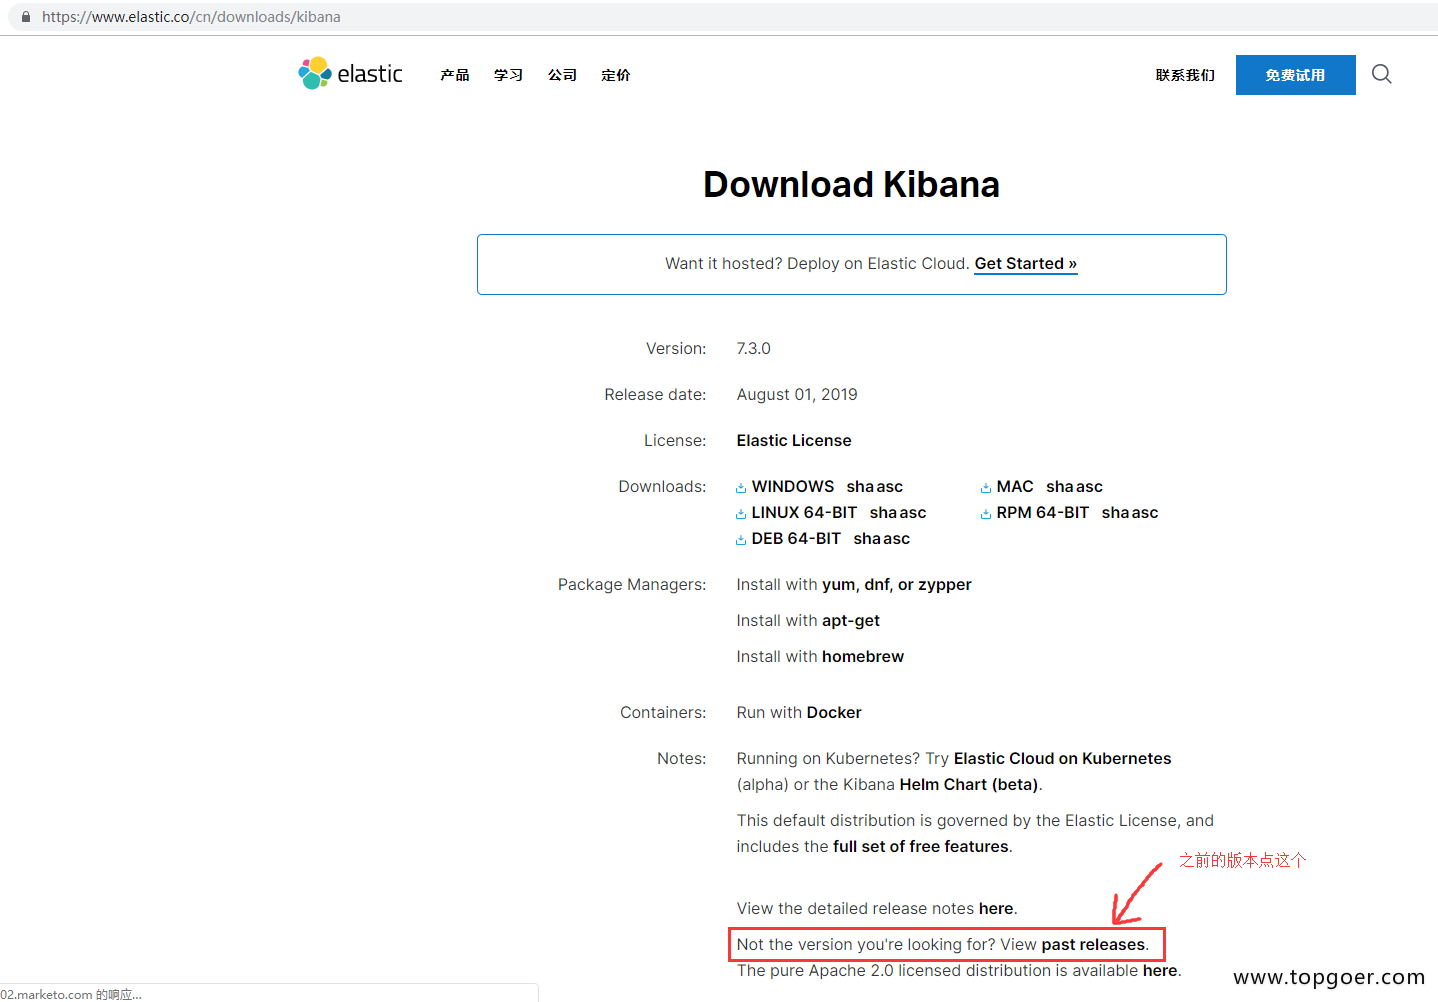 https://www.elastic.co/cn/downloads/kibana
elastic 产品 学习 公司 定价 联系我们 免费试用
Download Kibana
Want it hosted? Deploy on Elastic Cloud. Get Started »
Version: 7.3.0
Release date: August 01, 2019
License: Elastic License
Downloads: WINDOWS sha asc MAC sha asc
LINUX 64-BIT sha asc RPM 64-BIT sha asc
DEB 64-BIT sha asc
Package Managers: Install with yum, dnf, or zypper
Install with apt-get
Install with homebrew
Containers: Run with Docker
Notes: Running on Kubernetes? Try Elastic Cloud on Kubernetes
(alpha) or the Kibana Helm Chart (beta).
This default distribution is governed by the Elastic License, and
includes the full set of free features.
之前的版本点这个
View the detailed release notes here.
Not the version you're looking for? View past releases.
The pure Apache 2.0 licensed distribution is available here.
www.topgoer.com
02.marketo.com 的响应...